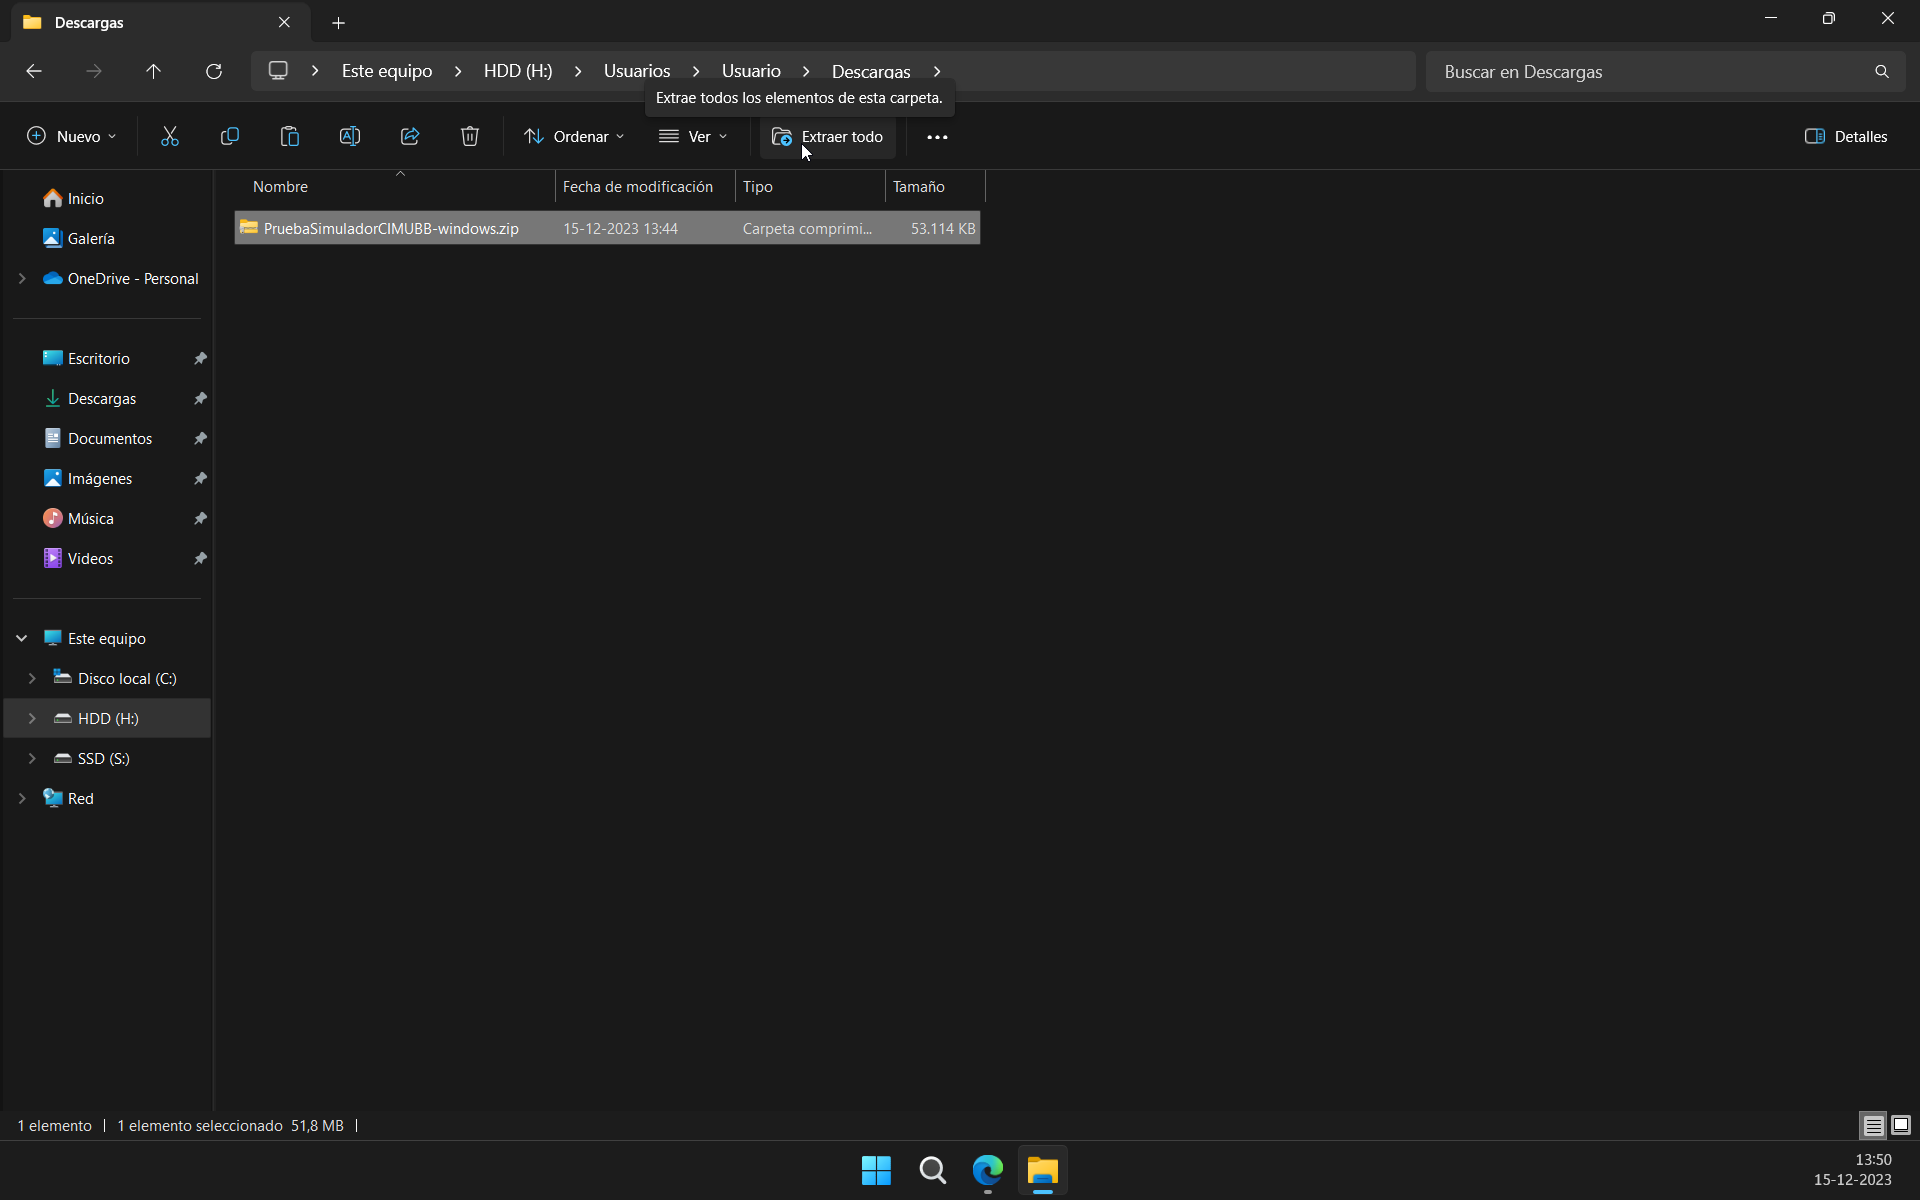 Descargas
Este equipo
HDD (H:)
Usuarios
Usuario
Descargas
Buscar en Descargas
Extrae todos los elementos de esta carpeta.
Nuevo
Ordenar
Ver
Extraer todo
Detalles
Nombre
Fecha de modificación
Tipo
Tamaño
PruebaSimuladorCIMUBB-windows.zip
15-12-2023 13:44
Carpeta comprimi...
53.114 KB
Inicio
Galería
OneDrive - Personal
Escritorio
Descargas
Documentos
Imágenes
Música
Videos
Este equipo
Disco local (C:)
HDD (H:)
SSD (S:)
Red
1 elemento
1 elemento seleccionado 51,8 MB
13:50
15-12-2023